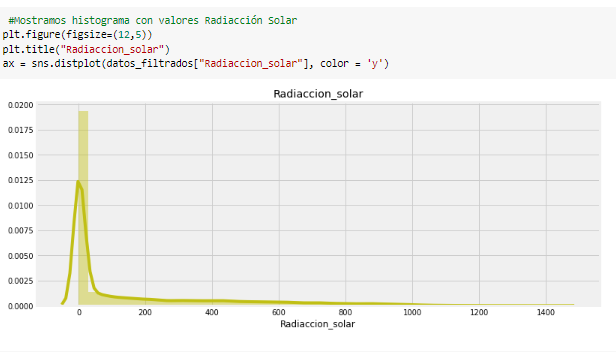 #Mostramos histograma con valores Radiacción Solar
plt.figure(figsize=(12,5))
plt.title("Radiaccion_solar")
ax = sns.distplot(datos_filtrados["Radiaccion_solar"], color = 'y')
Radiaccion_solar
0.0200
0.0175
0.0150
0.0125
0.0100
0.0075
0.0050
0.0025
0.0000
0 200 400 600 800 1000 1200 1400
Radiaccion_solar